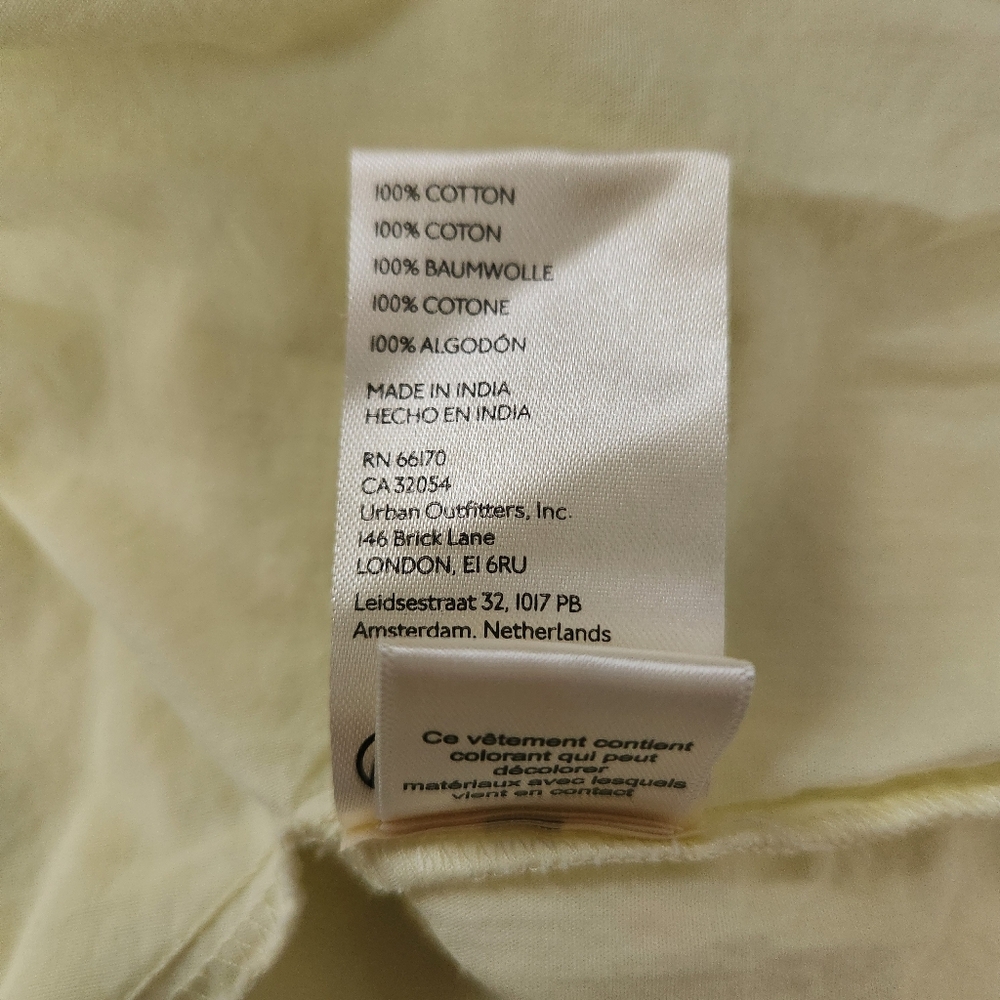 100% COTTON
100% COTON
100% BAUMWOLLE
100% COTONE
100% ALGODÓN
MADE IN INDIA
HECHO EN INDIA
RN 66170
CA 32054
Urban Outfitters, Inc.
146 Brick Lane
LONDON, E1 6RU
Leidsestraat 32, 1017 PB
Amsterdam. Netherlands
Ce vêtement contient
colorant qui peut
décolorer
matériaux avec lesquels
vient en contact